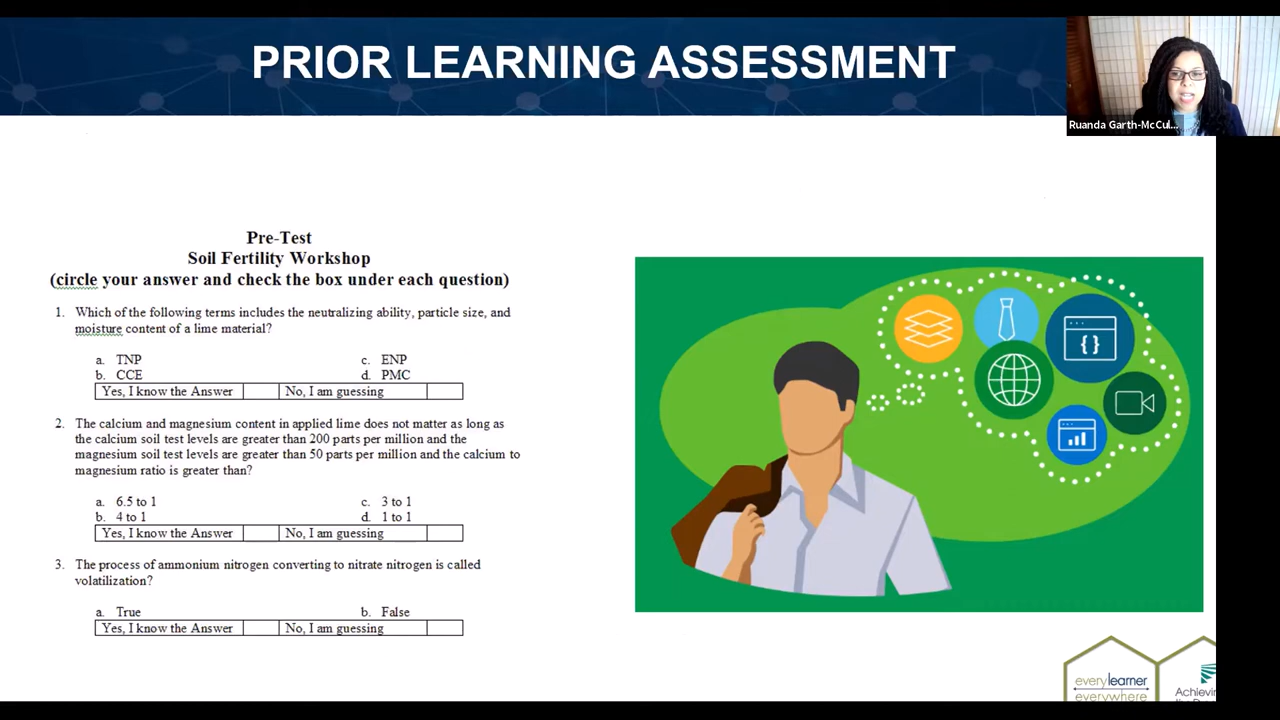 PRIOR LEARNING ASSESSMENT
Ruanda Garth-McCul...
Pre-Test
Soil Fertility Workshop
(circle your answer and check the box under each question)
1. Which of the following terms includes the neutralizing ability, particle size, and
moisture content of a lime material?
a. TNP c. ENP
b. CCE d. PMC
Yes, I know the Answer No, I am guessing
2. The calcium and magnesium content in applied lime does not matter as long as
the calcium soil test levels are greater than 200 parts per million and the
magnesium soil test levels are greater than 50 parts per million and the calcium to
magnesium ratio is greater than?
a. 6.5 to 1 c. 3 to 1
b. 4 to 1 d. 1 to 1
Yes, I know the Answer No, I am guessing
3. The process of ammonium nitrogen converting to nitrate nitrogen is called
volatilization?
a. True b. False
Yes, I know the Answer No, I am guessing
{ }
everylearner
everywhere
Achievin